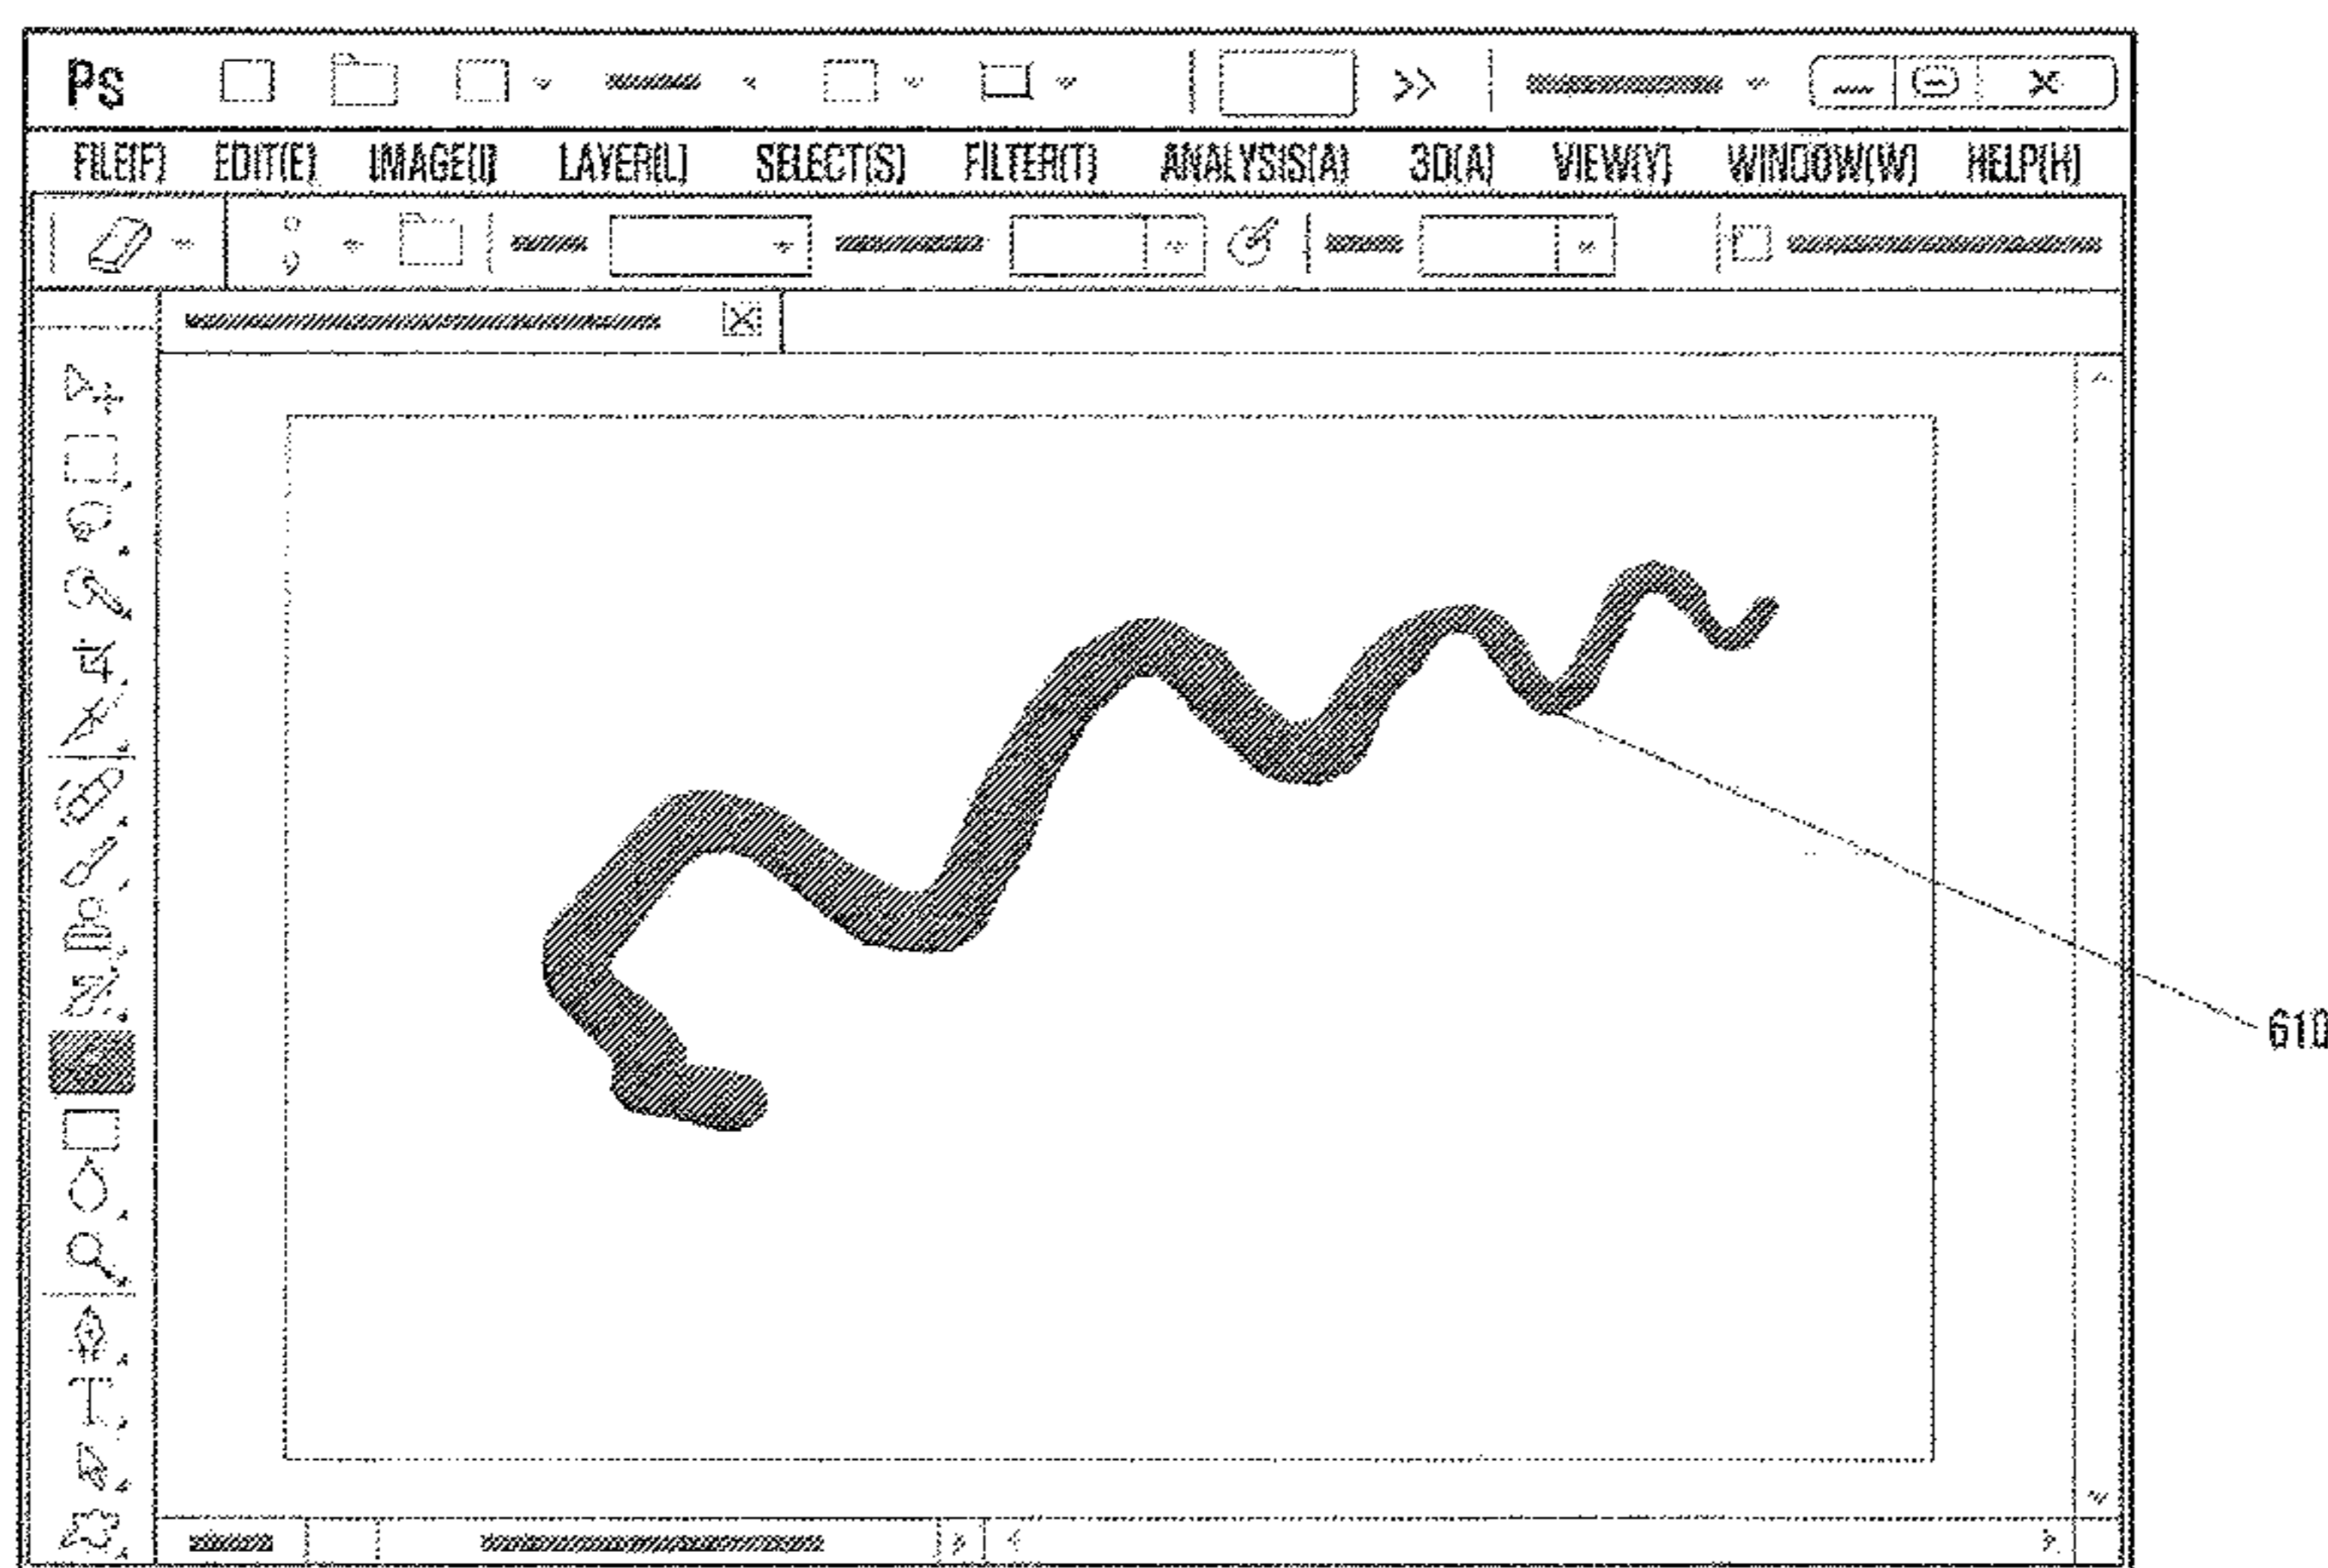 PS
FILE(F) EDIT(E) IMAGE(I) LAYER(L) SELECT(S) FILTER(T) ANALYSIS(A) 3D(A) VIEW(Y) WINDOW(W) HELP(H)
610